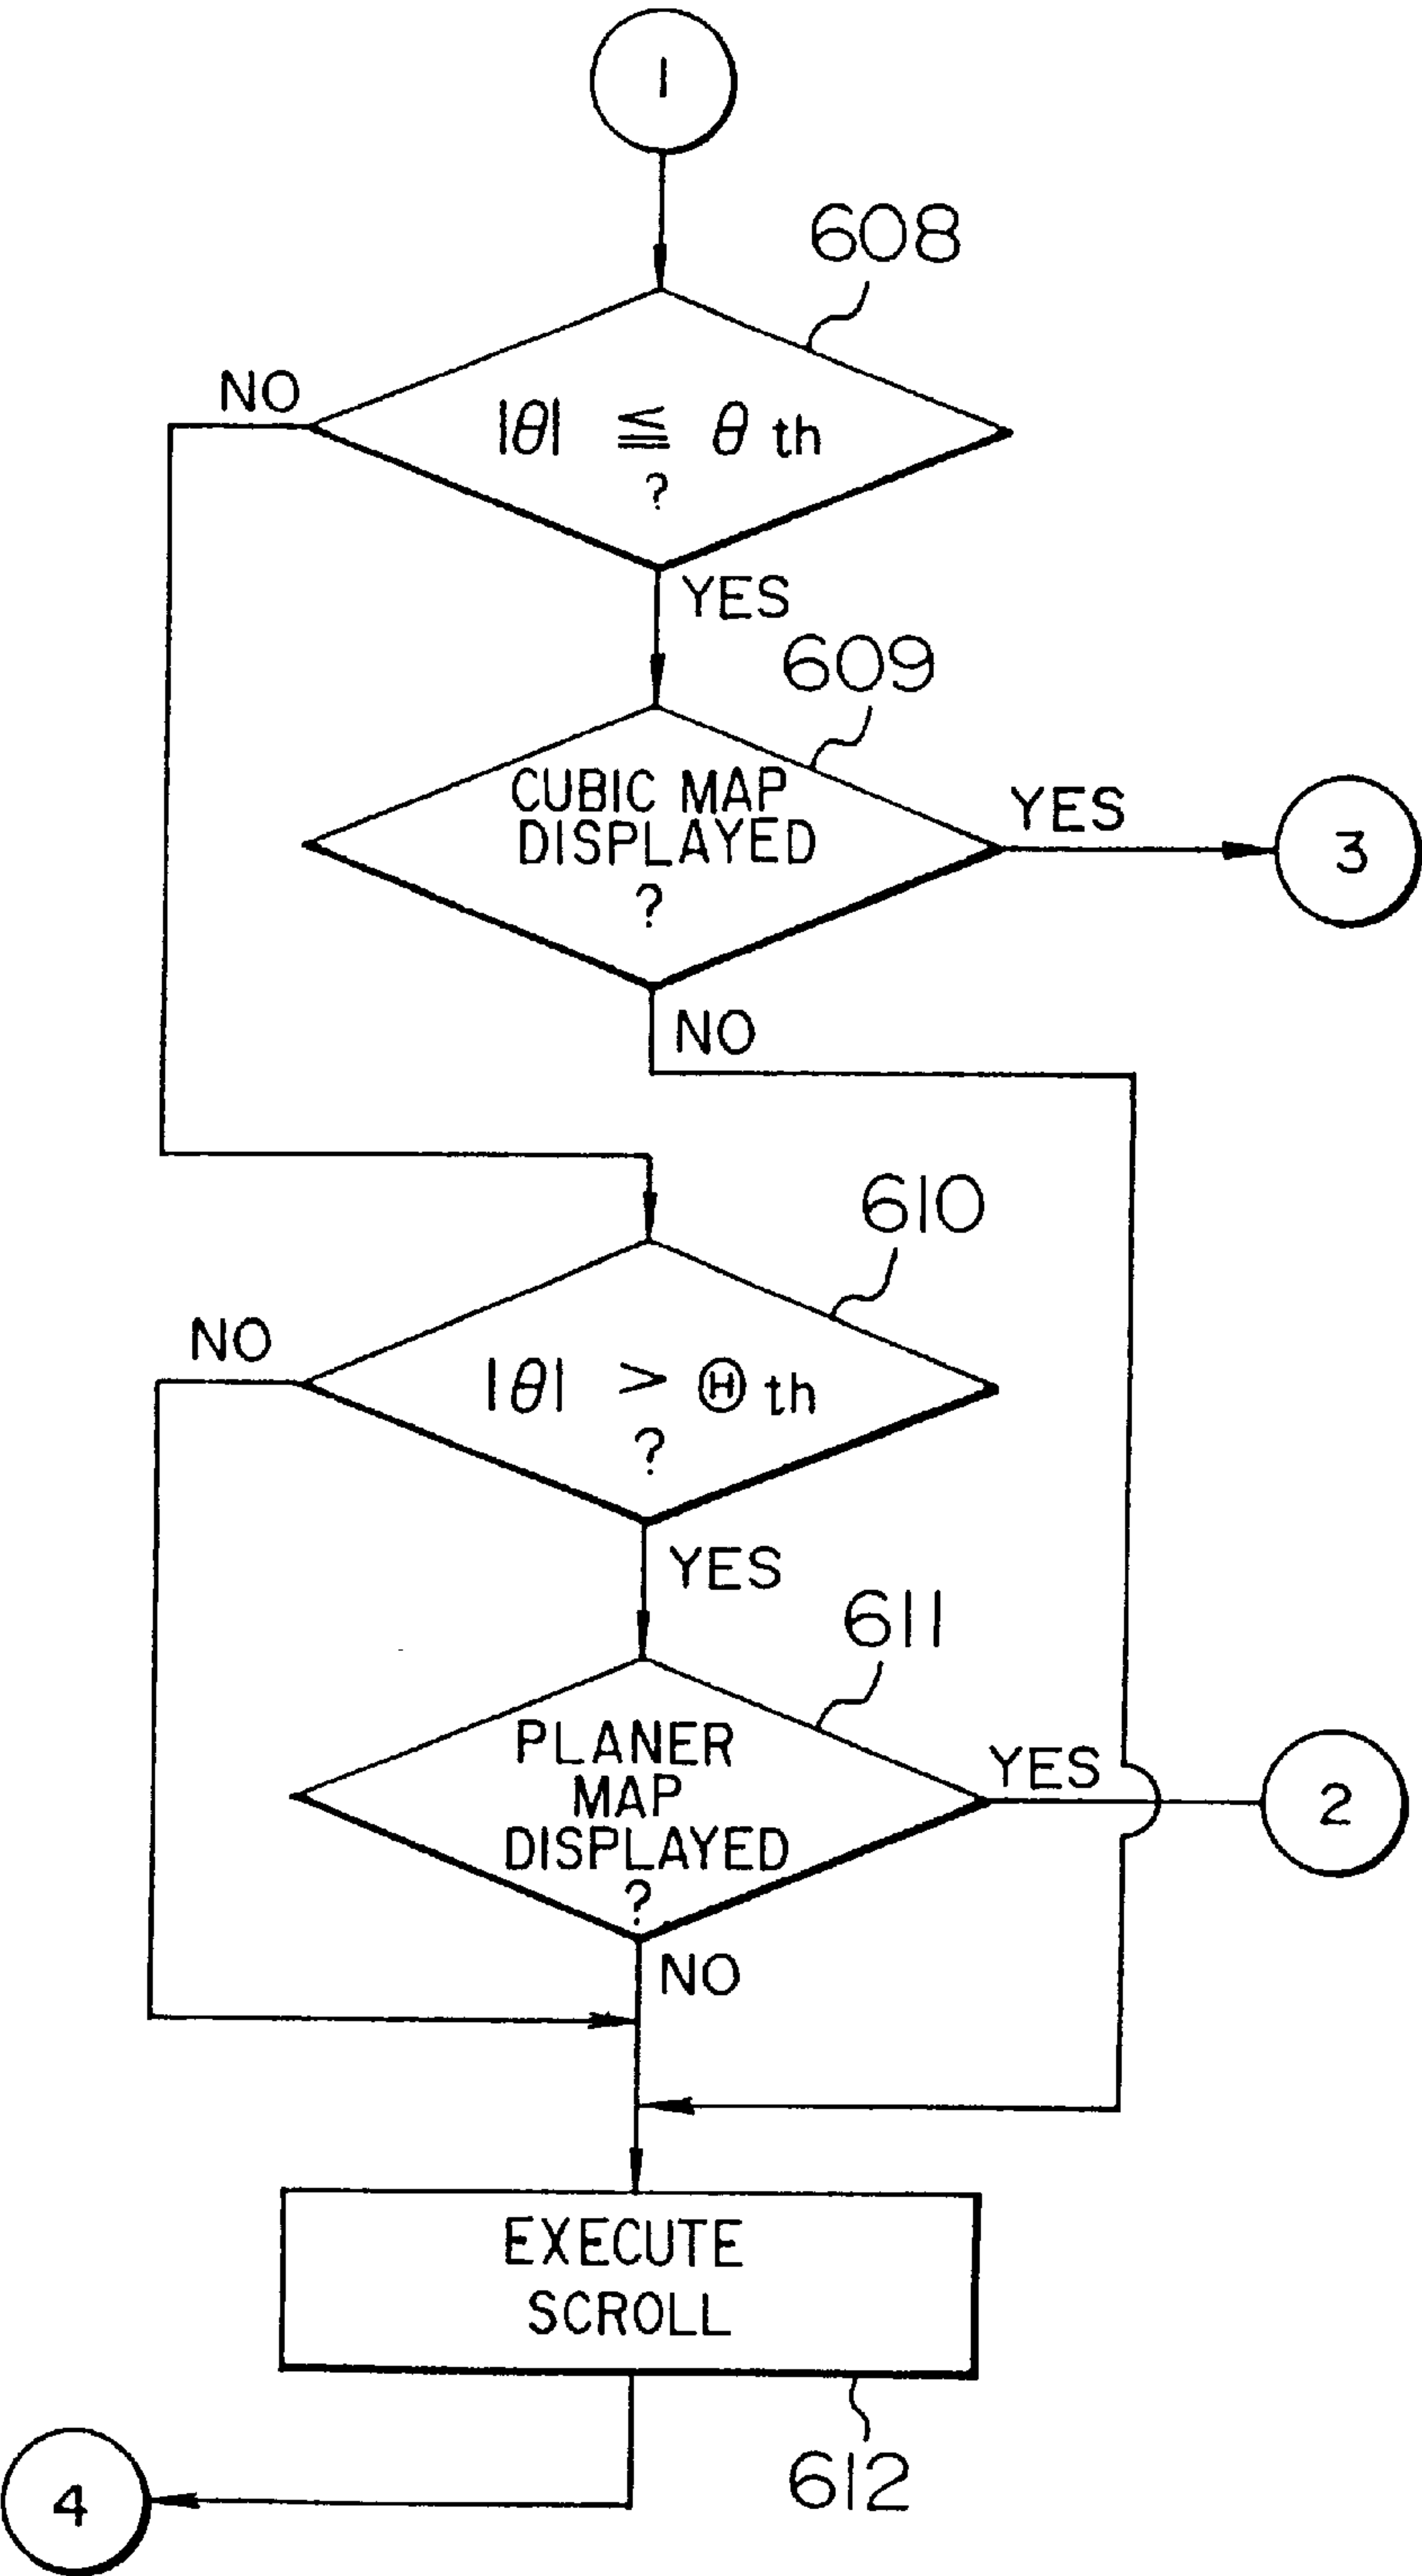 1
608
NO
|θ| ≦ θ th
?
YES
609
CUBIC MAP
DISPLAYED
?
YES
3
NO
610
NO
|θ| > Θ th
?
YES
611
PLANER
MAP
DISPLAYED
?
YES
2
NO
EXECUTE
SCROLL
612
4